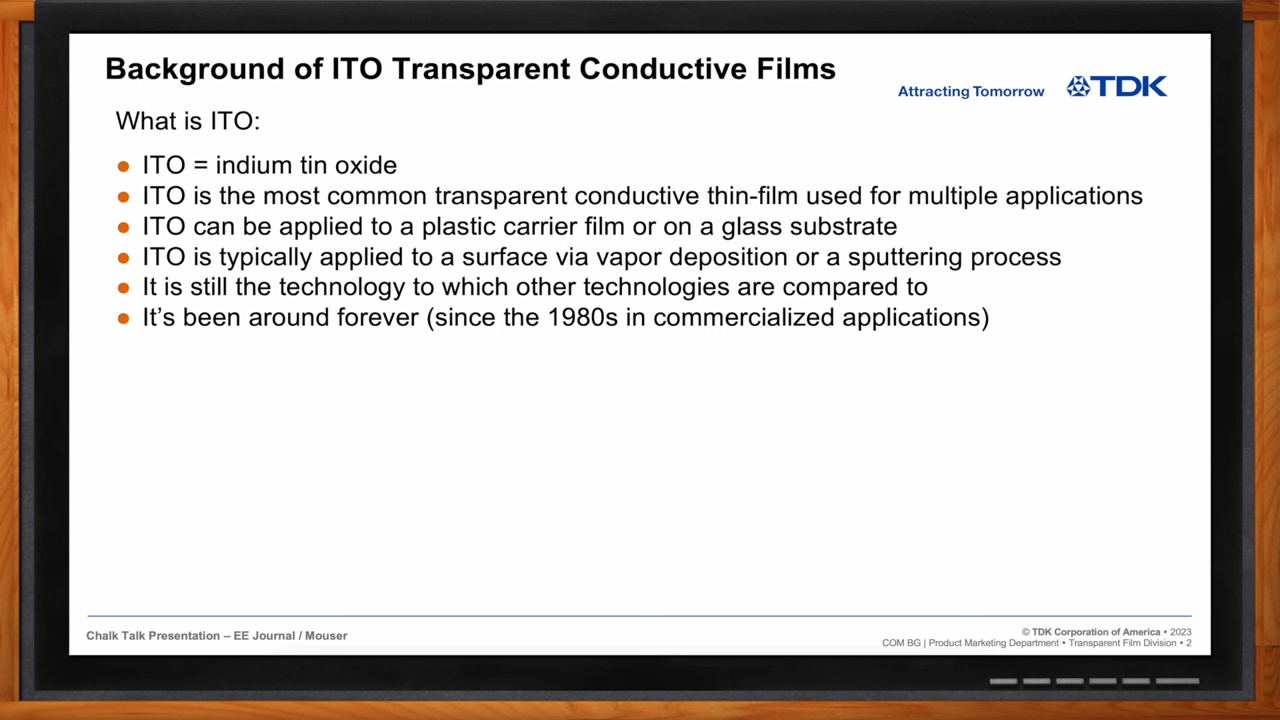 Background of ITO Transparent Conductive Films
Attracting Tomorrow TDK
What is ITO:
● ITO = indium tin oxide
● ITO is the most common transparent conductive thin-film used for multiple applications
● ITO can be applied to a plastic carrier film or on a glass substrate
● ITO is typically applied to a surface via vapor deposition or a sputtering process
● It is still the technology to which other technologies are compared to
● It’s been around forever (since the 1980s in commercialized applications)
Chalk Talk Presentation – EE Journal / Mouser
© TDK Corporation of America • 2023
COM BG | Product Marketing Department • Transparent Film Division • 2